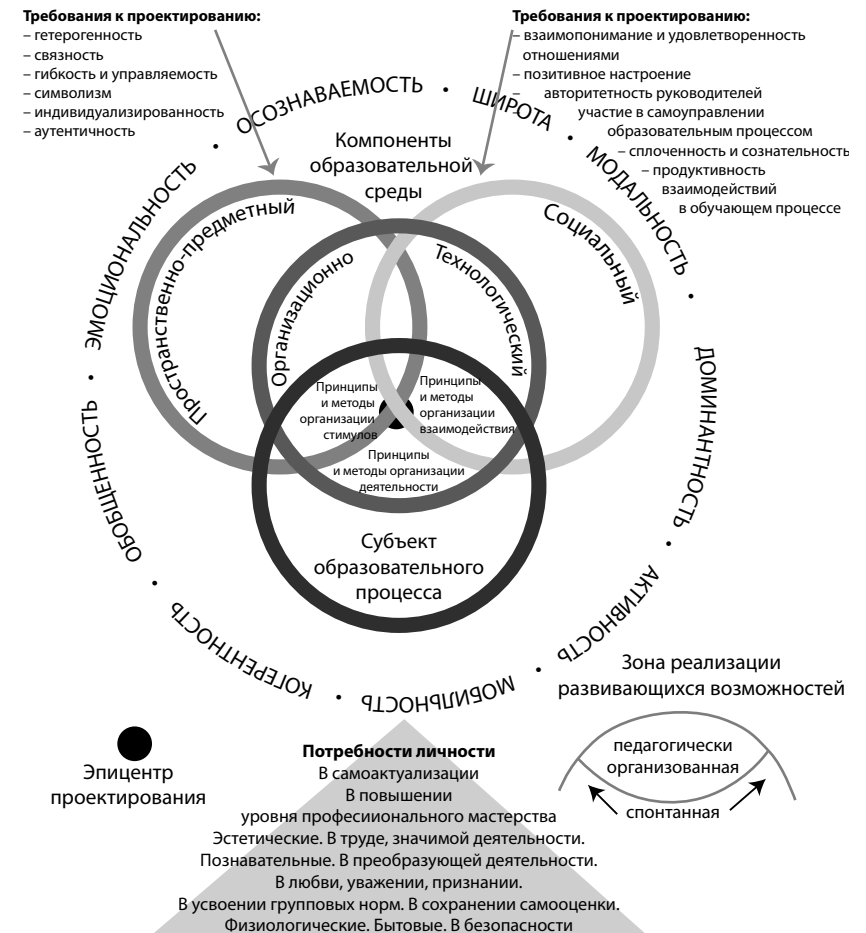 Требования к проектированию:
– гетерогенность
– связность
– гибкость и управляемость
– символизм
– индивидуализированность
– аутентичность
Требования к проектированию:
– взаимопонимание и удовлетворенность
отношениями
– позитивное настроение
– авторитетность руководителей
участие в самоуправлении
образовательным процессом
– сплоченность и сознательность
– продуктивность
взаимодействий
в обучающем процессе
ЭМОЦИОНАЛЬНОСТЬ • ОСОЗНАВАЕМОСТЬ • ШИРОТА • МОДАЛЬНОСТЬ •
ДОМИНАНТНОСТЬ • АКТИВНОСТЬ • МОБИЛЬНОСТЬ • КОГЕРЕНТНОСТЬ • ОБОБЩЕННОСТЬ •
Компоненты
образовательной
среды
Пространственно-предметный
Организационно
Технологический
Социальный
Принципы
и методы
организации
стимулов
Принципы
и методы
организации
взаимодействия
Принципы
и методы организации
деятельности
Субъект
образовательного
процесса
Зона реализации
развивающихся возможностей
педагогически
организованная
спонтанная
Эпицентр
проектирования
Потребности личности
В самоактуализации
В повышении
уровня професиионального мастерства
Эстетические. В труде, значимой деятельности.
Познавательные. В преобразующей деятельности.
В любви, уважении, признании.
В усвоении групповых норм. В сохранении самооценки.
Физиологические. Бытовые. В безопасности